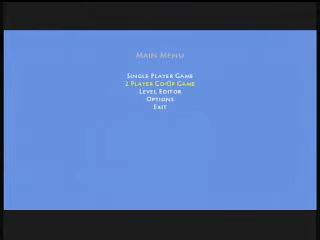 Main Menu
Single Player Game
2 Player Co-Op Game
Level Editor
Options
Exit